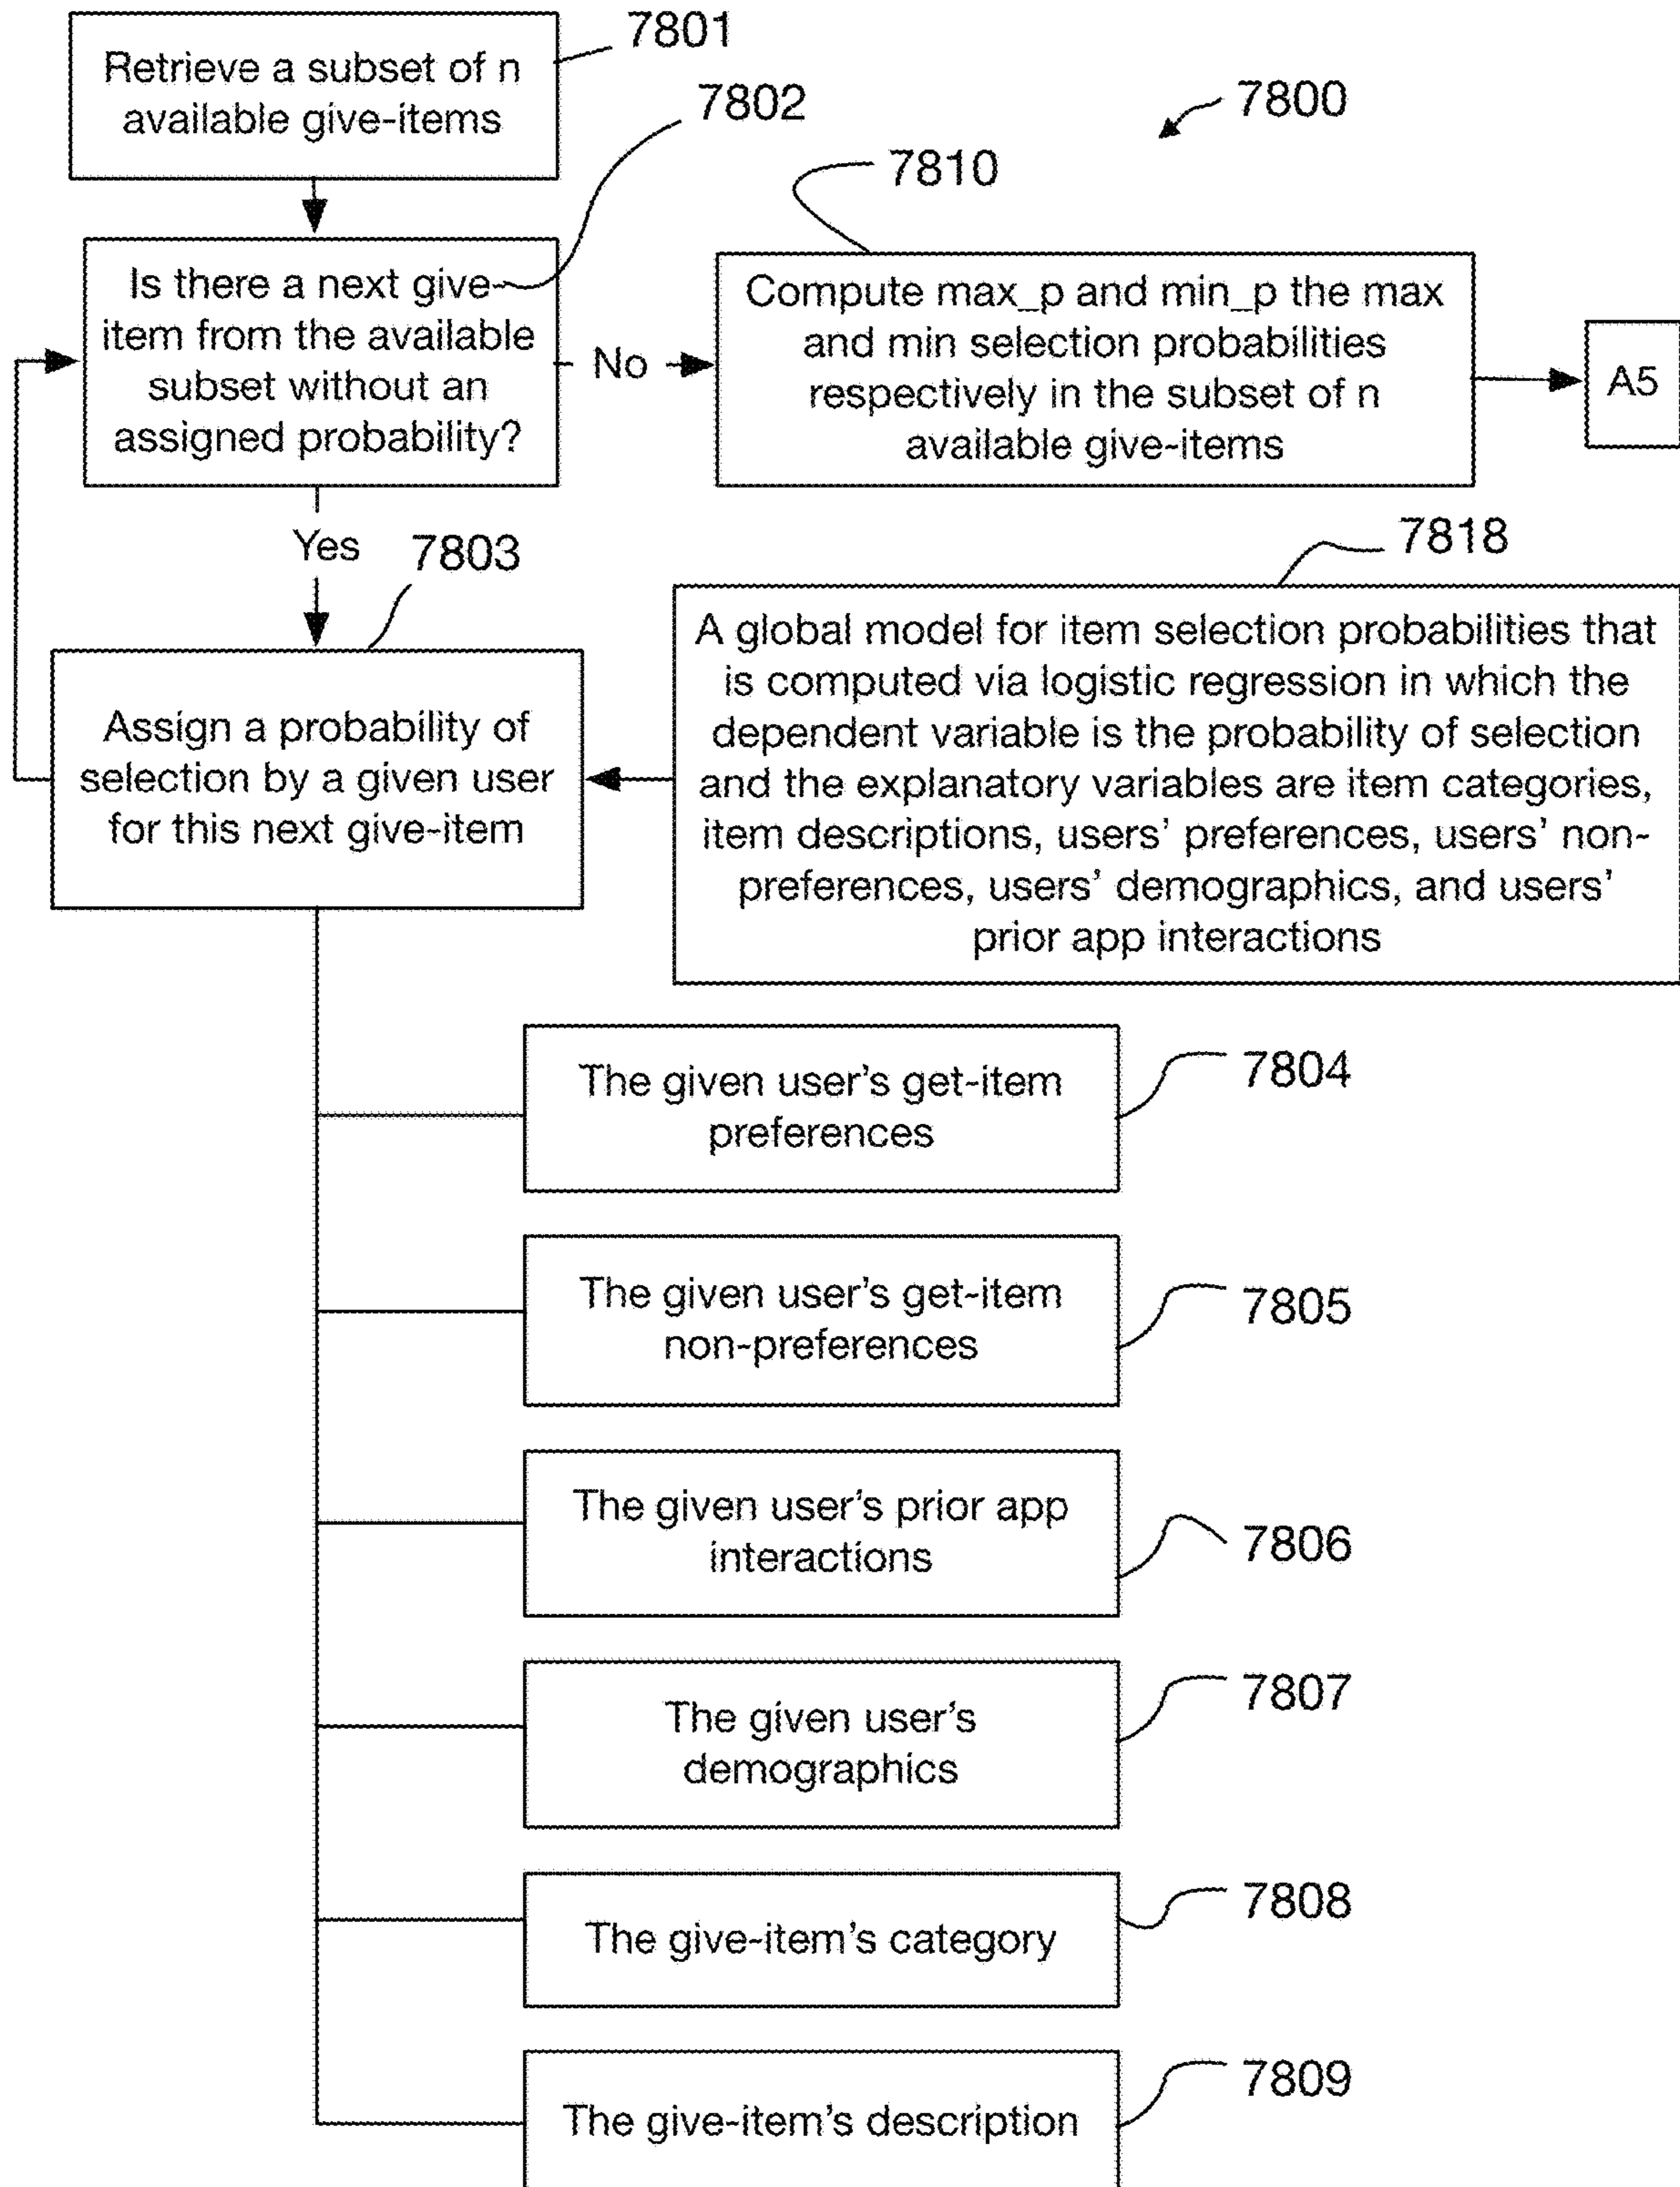 7801
Retrieve a subset of n
available give-items
7802
7800
7810
Is there a next give-
item from the available
subset without an
assigned probability?
No
Compute max_p and min_p the max
and min selection probabilities
respectively in the subset of n
available give-items
A5
Yes
7803
7818
Assign a probability of
selection by a given user
for this next give-item
A global model for item selection probabilities that
is computed via logistic regression in which the
dependent variable is the probability of selection
and the explanatory variables are item categories,
item descriptions, users' preferences, users' non-
preferences, users' demographics, and users'
prior app interactions
The given user's get-item
preferences
7804
The given user's get-item
non-preferences
7805
The given user's prior app
interactions
7806
The given user's
demographics
7807
The give-item's category
7808
The give-item's description
7809